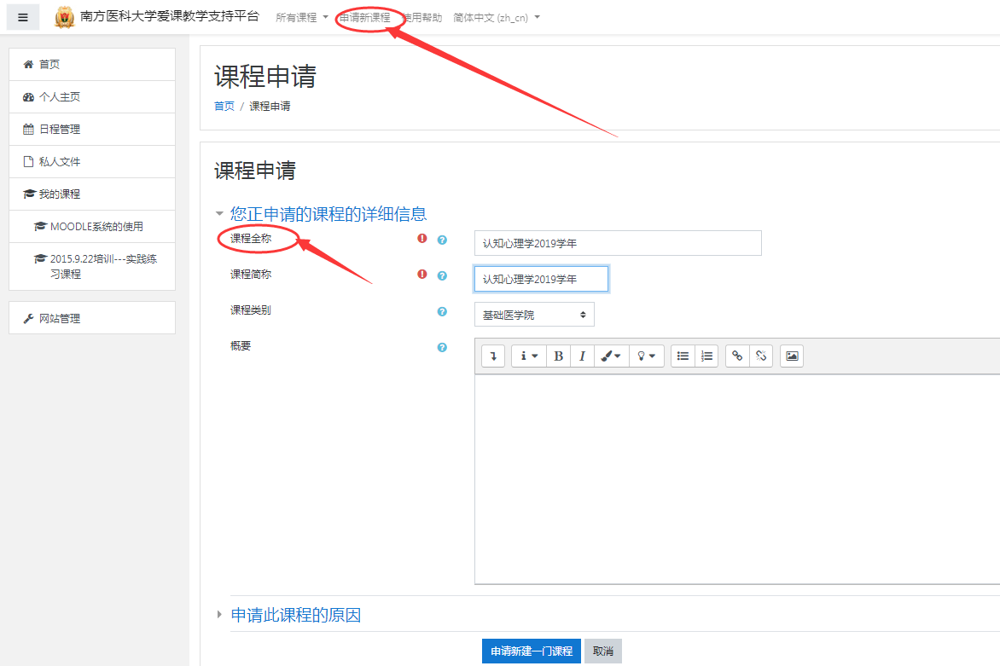 南方医科大学爱课教学支持平台 所有课程 申请新课程 使用帮助 简体中文 (zh_cn)
首页
个人主页
日程管理
私人文件
我的课程
MOODLE系统的使用
2015.9.22培训---实践练
习课程
网站管理
课程申请
首页 / 课程申请
课程申请
您正申请的课程的详细信息
课程全称 认知心理学2019学年
课程简称 认知心理学2019学年
课程类别 基础医学院
概要
B I
申请此课程的原因
申请新建一门课程 取消